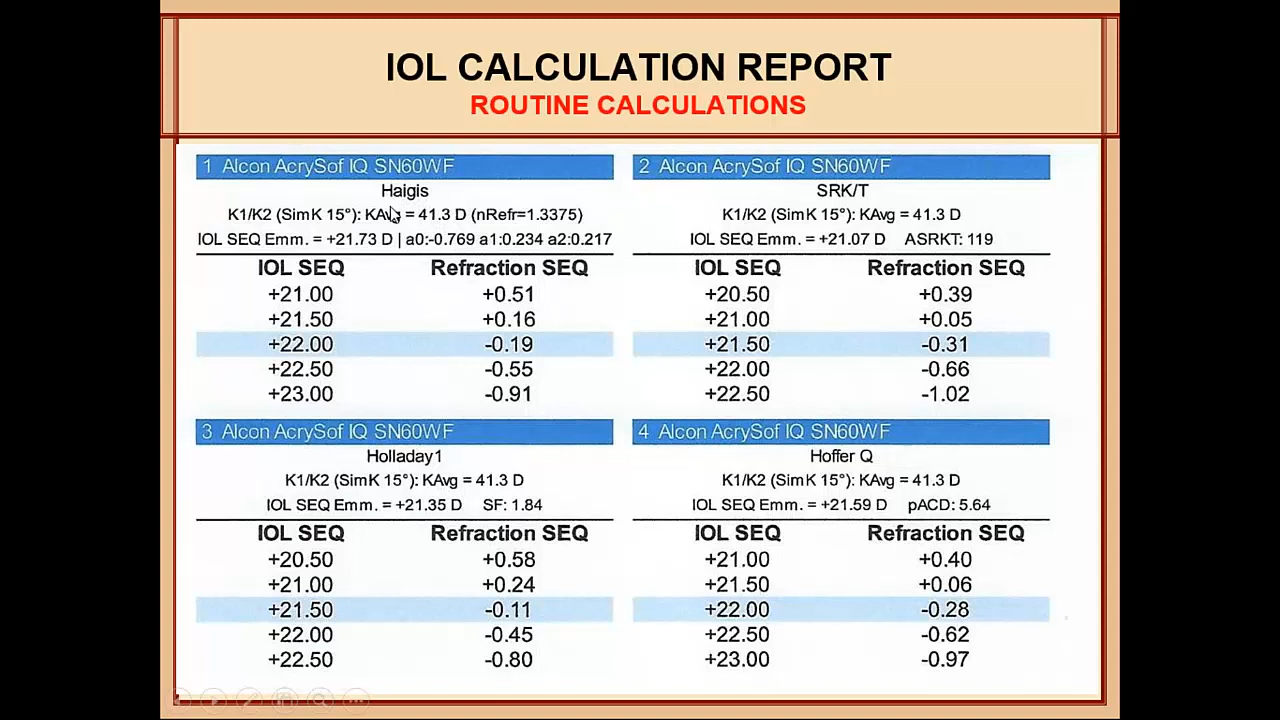 IOL CALCULATION REPORT
ROUTINE CALCULATIONS
1 Alcon AcrySof IQ SN60WF
Haigis
K1/K2 (SimK 15°): KAvg = 41.3 D (nRefr=1.3375)
IOL SEQ Emm. = +21.73 D | a0:-0.769 a1:0.234 a2:0.217
IOL SEQ Refraction SEQ
+21.00 +0.51
+21.50 +0.16
+22.00 -0.19
+22.50 -0.55
+23.00 -0.91
2 Alcon AcrySof IQ SN60WF
SRK/T
K1/K2 (SimK 15°): KAvg = 41.3 D
IOL SEQ Emm. = +21.07 D ASRKT: 119
IOL SEQ Refraction SEQ
+20.50 +0.39
+21.00 +0.05
+21.50 -0.31
+22.00 -0.66
+22.50 -1.02
3 Alcon AcrySof IQ SN60WF
Holladay1
K1/K2 (SimK 15°): KAvg = 41.3 D
IOL SEQ Emm. = +21.35 D SF: 1.84
IOL SEQ Refraction SEQ
+20.50 +0.58
+21.00 +0.24
+21.50 -0.11
+22.00 -0.45
+22.50 -0.80
4 Alcon AcrySof IQ SN60WF
Hoffer Q
K1/K2 (SimK 15°): KAvg = 41.3 D
IOL SEQ Emm. = +21.59 D pACD: 5.64
IOL SEQ Refraction SEQ
+21.00 +0.40
+21.50 +0.06
+22.00 -0.28
+22.50 -0.62
+23.00 -0.97